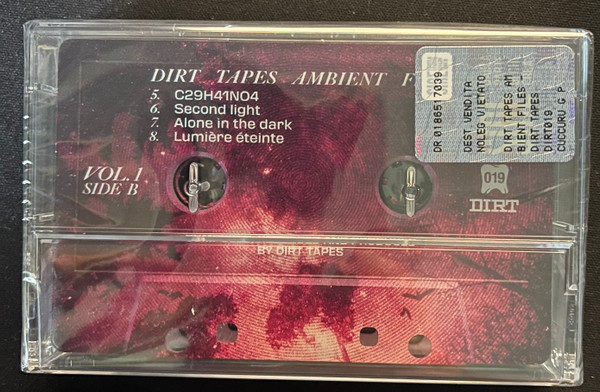 DIRT TAPES AMBIENT F
5. C29H41NO4
6. Second light
7. Alone in the dark
8. Lumière éteinte
VOL. 1
SIDE B
019
DIRT
BY DIRT TAPES
DR 0186517039
DEST.VENDITA
NOLEG.VIETATO
DIRT TAPES AM
BIENT FILES -
DIRT TAPES
DIRT019
CUCCURU G.P.